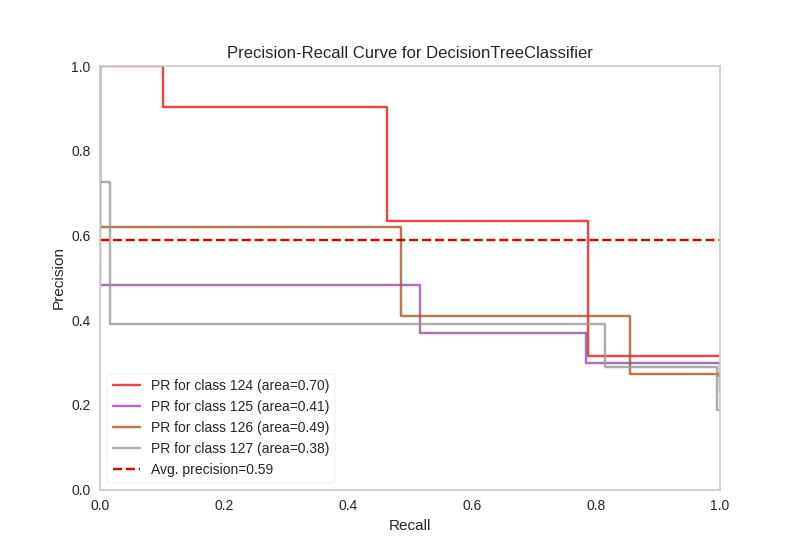 Precision-Recall Curve for DecisionTreeClassifier
1.0
0.8
0.6
0.4
0.2
0.0
Precision
PR for class 124 (area=0.70)
PR for class 125 (area=0.41)
PR for class 126 (area=0.49)
PR for class 127 (area=0.38)
Avg. precision=0.59
0.0 0.2 0.4 0.6 0.8 1.0
Recall